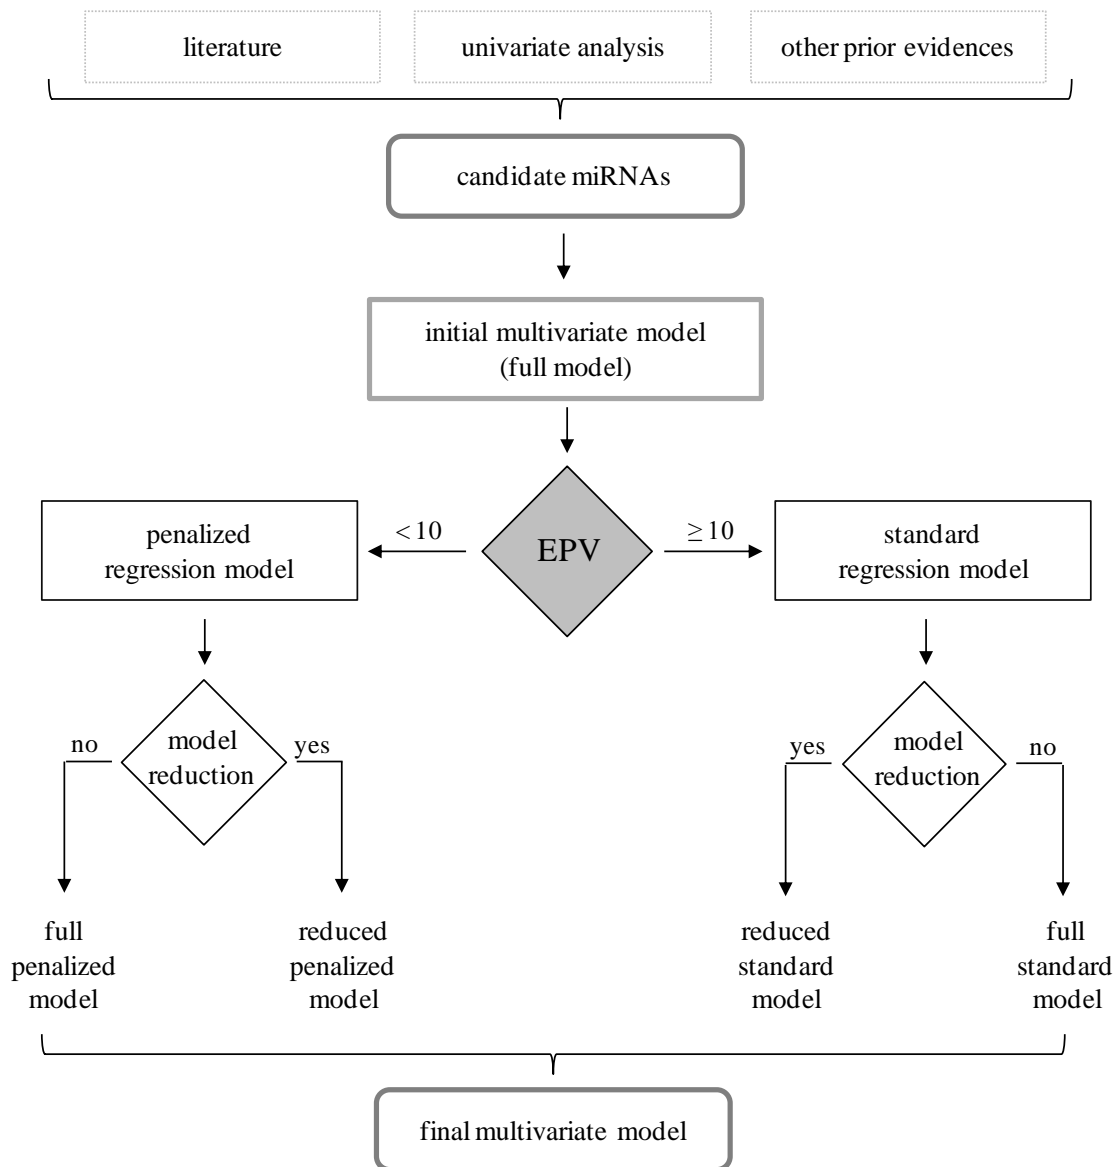 literature
univariate analysis
other prior evidences
candidate miRNAs
initial multivariate model
(full model)
< 10
EPV
≥ 10
penalized
regression model
standard
regression model
no
model
reduction
yes
yes
model
reduction
no
full
penalized
model
reduced
penalized
model
reduced
standard
model
full
standard
model
final multivariate model